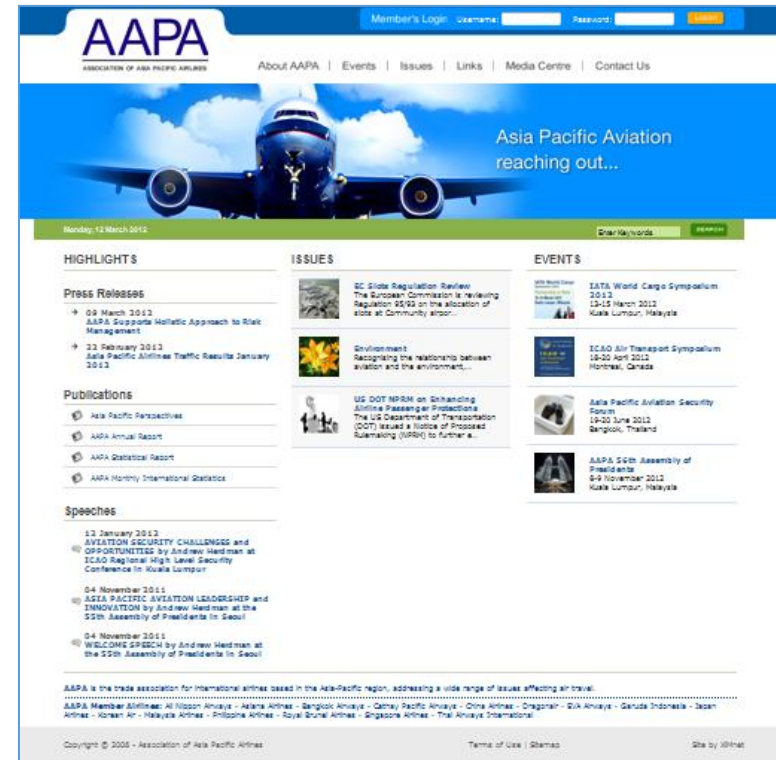 Member's Login Username: Password: LOGIN
AAPA
ASSOCIATION OF ASIA PACIFIC AIRLINES
About AAPA | Events | Issues | Links | Media Centre | Contact Us
Asia Pacific Aviation
reaching out...
Monday, 12 March 2012
Enter Keywords SEARCH
HIGHLIGHTS
Press Releases
09 March 2012
AAPA Supports Holistic Approach to Risk
Management
22 February 2012
Asia Pacific Airlines Traffic Results January
2012
Publications
Asia Pacific Perspectives
AAPA Annual Report
AAPA Statistical Report
AAPA Monthly International Statistics
Speeches
12 January 2012
AVIATION SECURITY CHALLENGES and
OPPORTUNITIES by Andrew Herdman at
ICAO Regional High Level Security
Conference in Kuala Lumpur
04 November 2011
ASIA PACIFIC AVIATION LEADERSHIP and
INNOVATION by Andrew Herdman at the
55th Assembly of Presidents in Seoul
04 November 2011
WELCOME SPEECH by Andrew Herdman at
the 55th Assembly of Presidents in Seoul
ISSUES
EC Slots Regulation Review
The European Commission is reviewing
Regulation 95/93 on the allocation of
slots at Community airpor...
Environment
Recognising the relationship between
aviation and the environment,...
US DOT NPRM on Enhancing
Airline Passenger Protections
The US Department of Transportation
(DOT) issued a Notice of Proposed
Rulemaking (NPRM) to further e...
EVENTS
IATA World Cargo Symposium
2012
13-15 March 2012
Kuala Lumpur, Malaysia
ICAO Air Transport Symposium
18-20 April 2012
Montreal, Canada
Asia Pacific Aviation Security
Forum
19-20 June 2012
Bangkok, Thailand
AAPA 56th Assembly of
Presidents
8-9 November 2012
Kuala Lumpur, Malaysia
AAPA is the trade association for international airlines based in the Asia-Pacific region, addressing a wide range of issues affecting air travel.
AAPA Member Airlines: All Nippon Airways - Asiana Airlines - Bangkok Airways - Cathay Pacific Airways - China Airlines - Dragonair - EVA Airways - Garuda Indonesia - Japan
Airlines - Korean Air - Malaysia Airlines - Philippine Airlines - Royal Brunei Airlines - Singapore Airlines - Thai Airways International
Copyright © 2006 - Association of Asia Pacific Airlines
Terms of Use | Sitemap
Site by